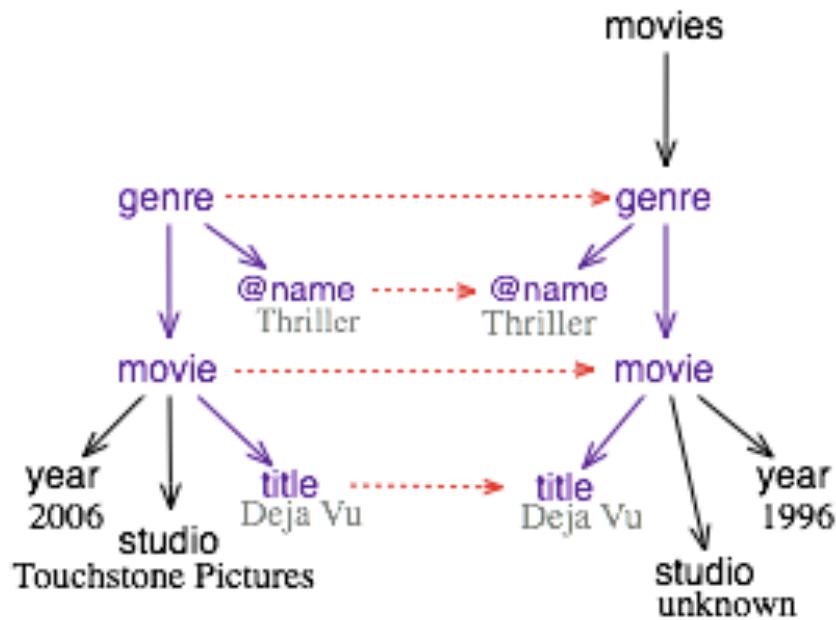 movies
genre
genre
@name
@name
Thriller
Thriller
movie
movie
year
title
title
year
2006
Deja Vu
Deja Vu
1996
studio
Touchstone Pictures
studio
unknown